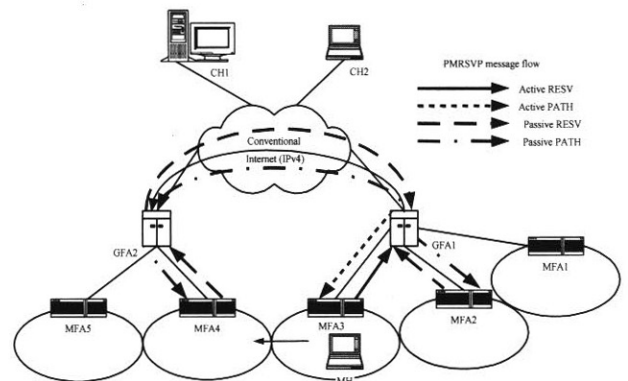 CH1
CH2
PMRSVP message flow
Active RESV
Active PATH
Passive RESV
Passive PATH
Conventional
Internet (IPv4)
GFA2
GFA1
MFA1
MFA5
MFA4
MFA3
MFA2
MH